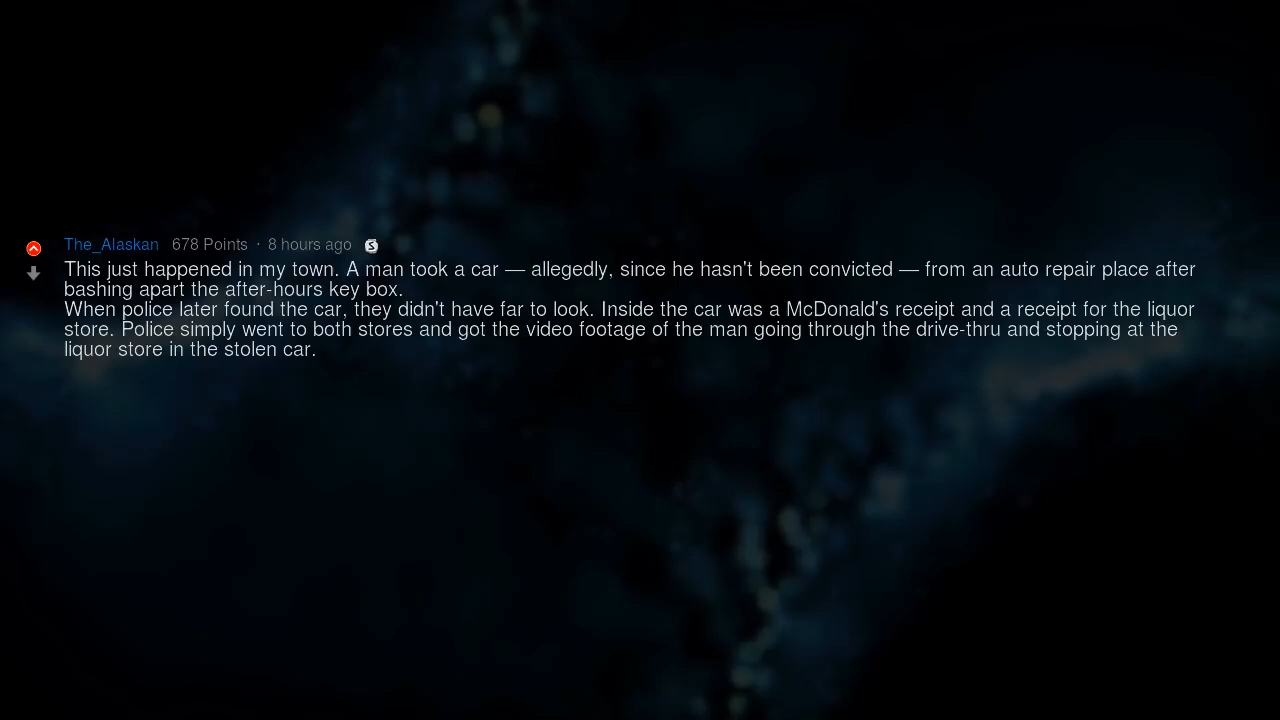 The_Alaskan 678 Points · 8 hours ago S
This just happened in my town. A man took a car — allegedly, since he hasn't been convicted — from an auto repair place after
bashing apart the after-hours key box.
When police later found the car, they didn't have far to look. Inside the car was a McDonald's receipt and a receipt for the liquor
store. Police simply went to both stores and got the video footage of the man going through the drive-thru and stopping at the
liquor store in the stolen car.